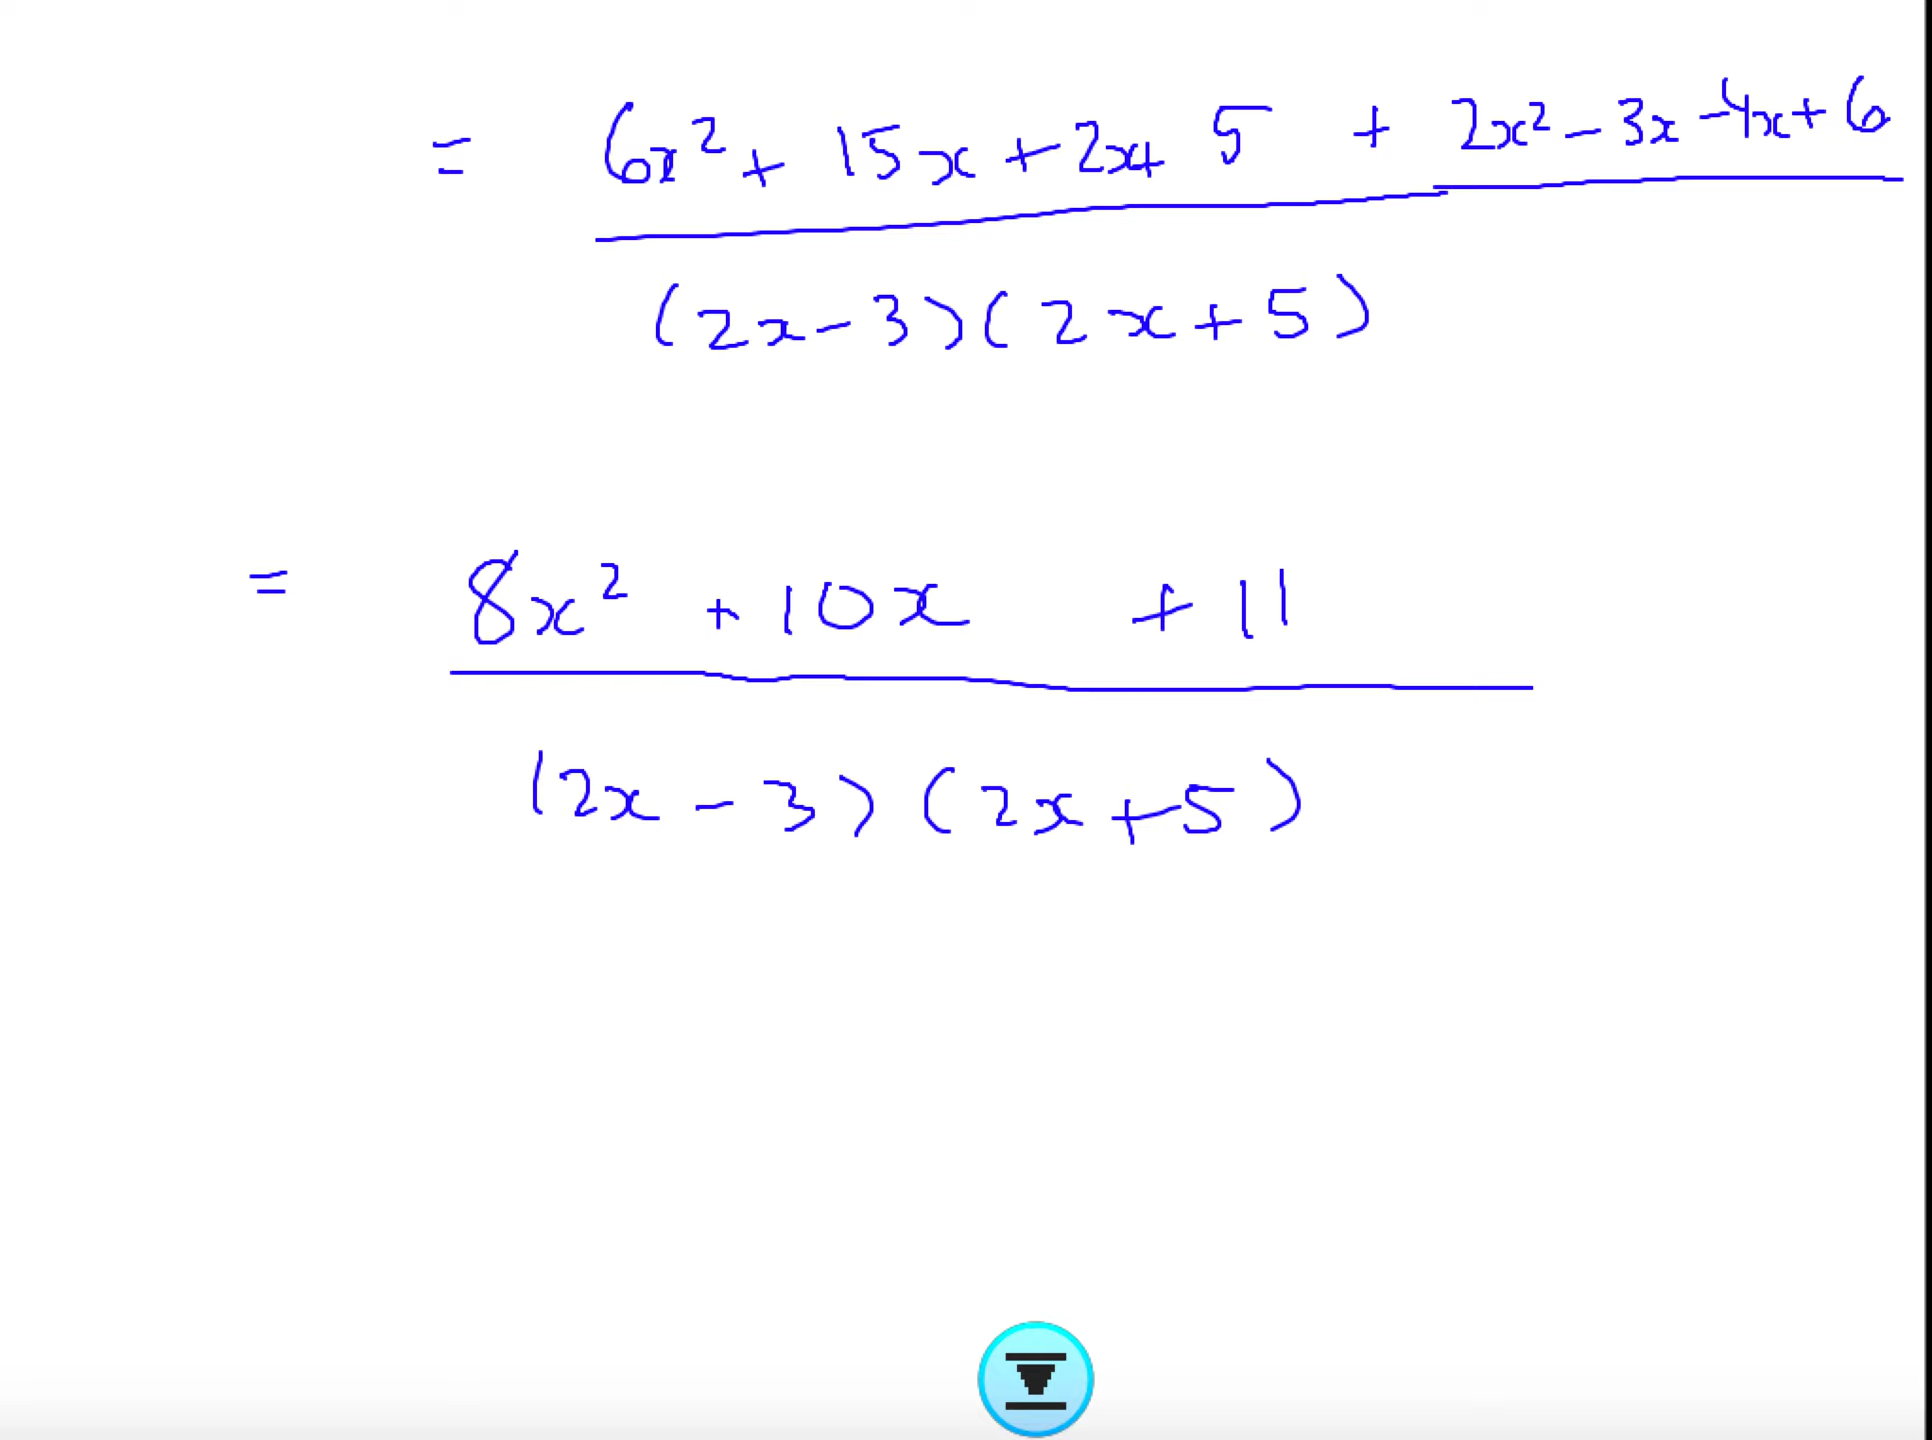 = 6x² + 15x + 2x + 5 + 2x² - 3x - 4x + 6
(2x - 3)(2x + 5)
= 8x² + 10x + 11
(2x - 3)(2x + 5)